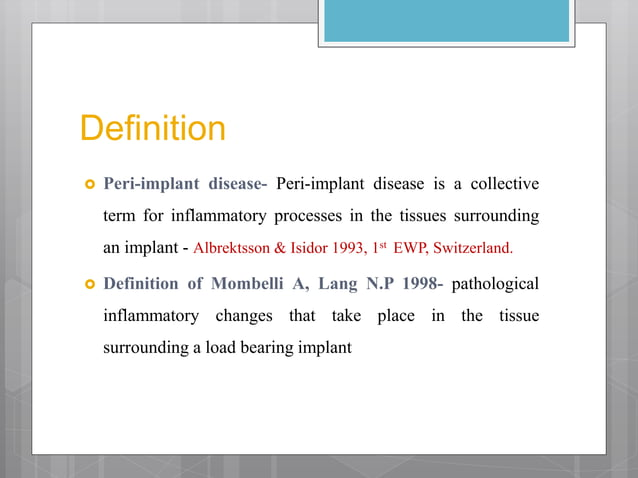 Definition
Peri-implant disease- Peri-implant disease is a collective
term for inflammatory processes in the tissues surrounding
an implant - Albrektsson & Isidor 1993, 1st EWP, Switzerland.
Definition of Mombelli A, Lang N.P 1998- pathological
inflammatory changes that take place in the tissue
surrounding a load bearing implant